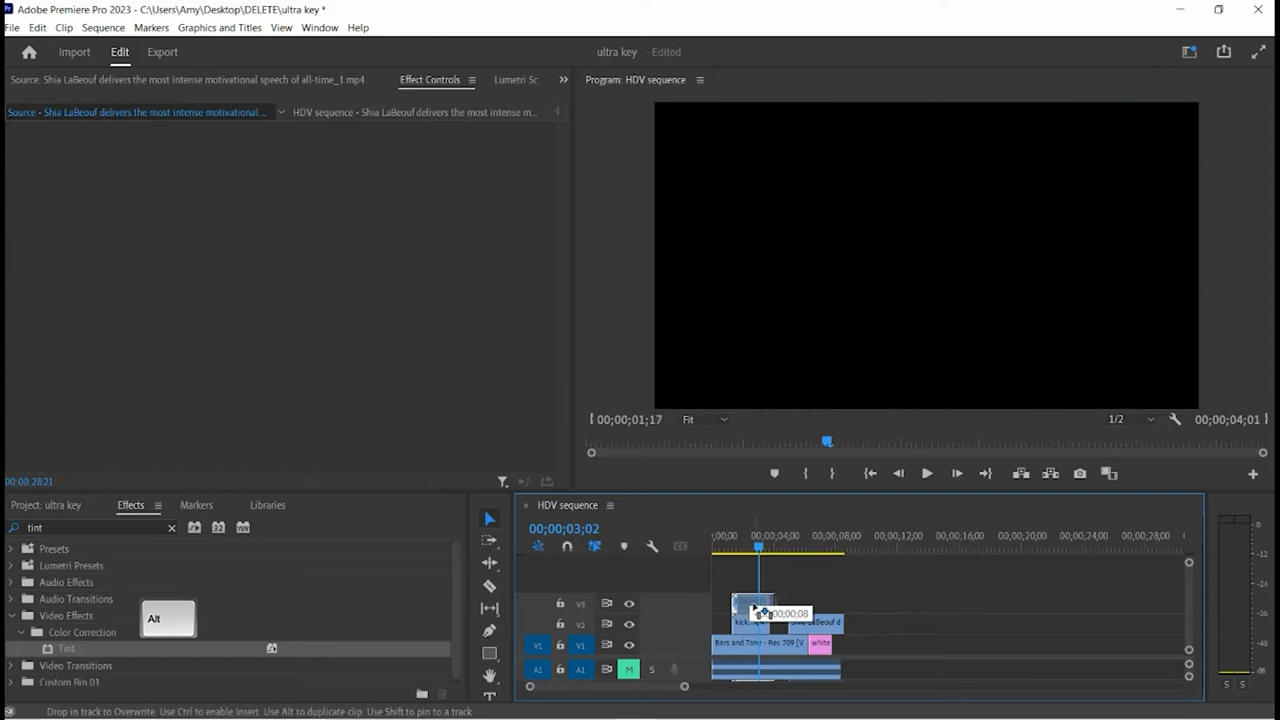 Adobe Premiere Pro 2023 - C:\Users\Amy\Desktop\DELETE\ultra key *
File Edit Clip Sequence Markers Graphics and Titles View Window Help
Import Edit Export ultra key - Edited
Source: Shia LaBeouf delivers the most intense motivational speech of all-time_1.mp4 Effect Controls Lumetri Sc Program: HDV sequence
Source - Shia LaBeouf delivers the most intense motivational ... HDV sequence - Shia LaBeouf delivers the most intense m...
00;00;01;17 Fit 1/2 00;00;04;01
00:00:28:21
Project: ultra key Effects Markers Libraries HDV sequence
tint 00;00;03;02
;00;00 00;00;04;00 00;00;08;00 00;00;12;00 00;00;16;00 00;00;20;00 00;00;24;00 00;00;28;00
Presets
Lumetri Presets
Audio Effects
Audio Transitions
Video Effects
Color Correction
Tint
Video Transitions
Custom Bin 01
Alt
V3
V2 kick.mp4 Shia LaBeouf d
V1 V1 Bars and Tone - Rec 709 [V white
A1 A1 M S
0
S S
Drop in track to Overwrite. Use Ctrl to enable Insert. Use Alt to duplicate clip. Use Shift to pin to a track.